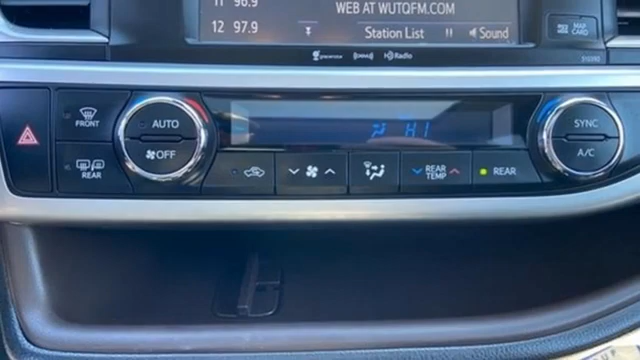 11 96.9
WEB AT WUTQFM.COM
12 97.9
Station List
Sound
HD Radio
MAP
CARD
FRONT
AUTO
OFF
REAR
HI
REAR
TEMP
REAR
SYNC
A/C